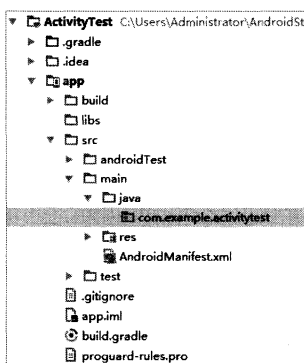 ActivityTest C:\Users\Administrator\AndroidSt
.gradle
.idea
app
build
libs
src
androidTest
main
java
com.example.activitytest
res
AndroidManifest.xml
test
.gitignore
app.iml
build.gradle
proguard-rules.pro